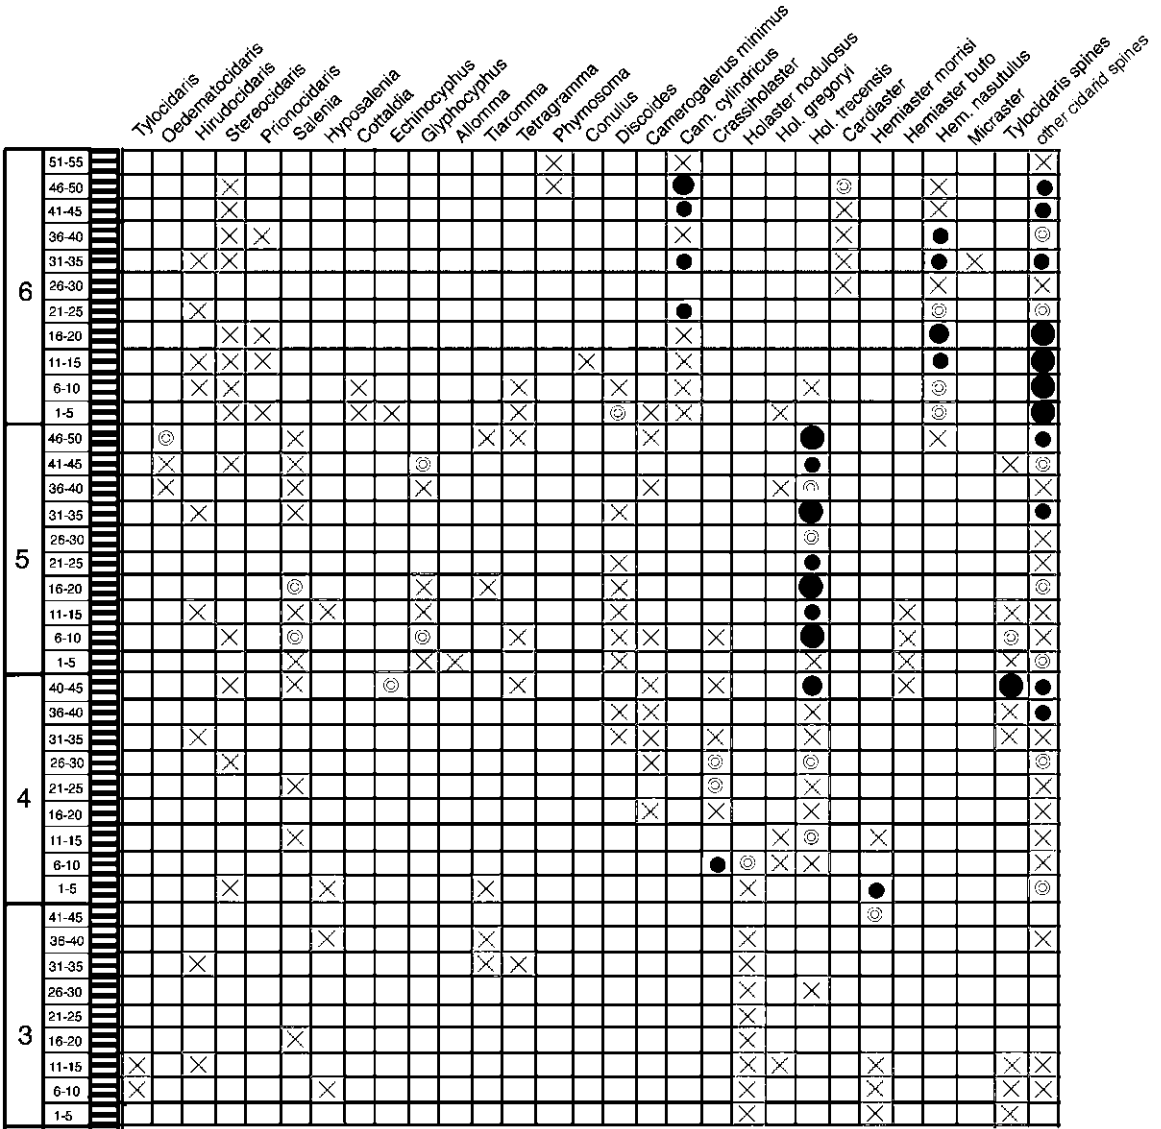 Tylocidaris
Oedematocidaris
Hirudocidaris
Stereocidaris
Prionocidaris
Salenia
Hyposalenia
Cottaldia
Echinocyphus
Glyphocyphus
Allomma
Tiaromma
Tetragramma
Phymosoma
Conulus
Discoides
Camerogalerus minimus
Cam. cylindricus
Crassiholaster
Holaster nodulosus
Hol. gregoryi
Hol. trecensis
Cardiaster
Hemiaster morrisi
Hemiaster bufo
Hem. nasutulus
Micraster
Tylocidaris spines
other cidarid spines
6
51-55
46-50
41-45
36-40
31-35
26-30
21-25
16-20
11-15
6-10
1-5
5
46-50
41-45
36-40
31-35
26-30
21-25
16-20
11-15
6-10
1-5
4
40-45
36-40
31-35
26-30
21-25
16-20
11-15
6-10
1-5
3
41-45
36-40
31-35
26-30
21-25
16-20
11-15
6-10
1-5